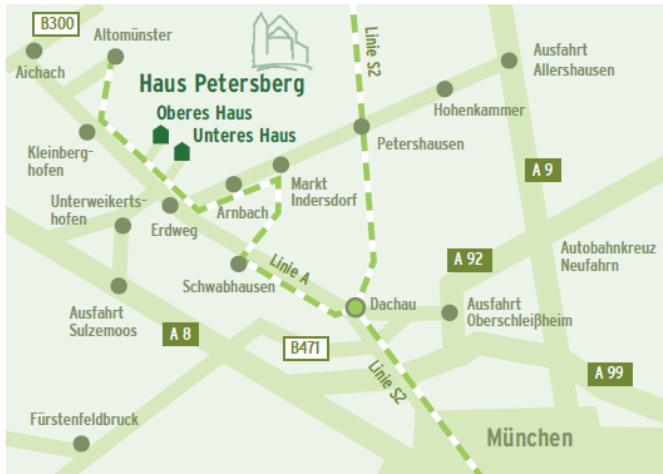 B300
Altomünster
Aichach
Haus Petersberg
Oberes Haus
Unteres Haus
Linie S2
Ausfahrt
Allershausen
Hohenkammer
Petershausen
Kleinberg-
hofen
A 9
Unterweikerts-
hofen
Erdweg
Arnbach
Markt
Indersdorf
Linie A
Schwabhausen
A 92
Autobahnkreuz
Neufahrn
Dachau
Ausfahrt
Oberschleißheim
Ausfahrt
Sulzemoos
A 8
B471
Linie S2
A 99
Fürstenfeldbruck
München